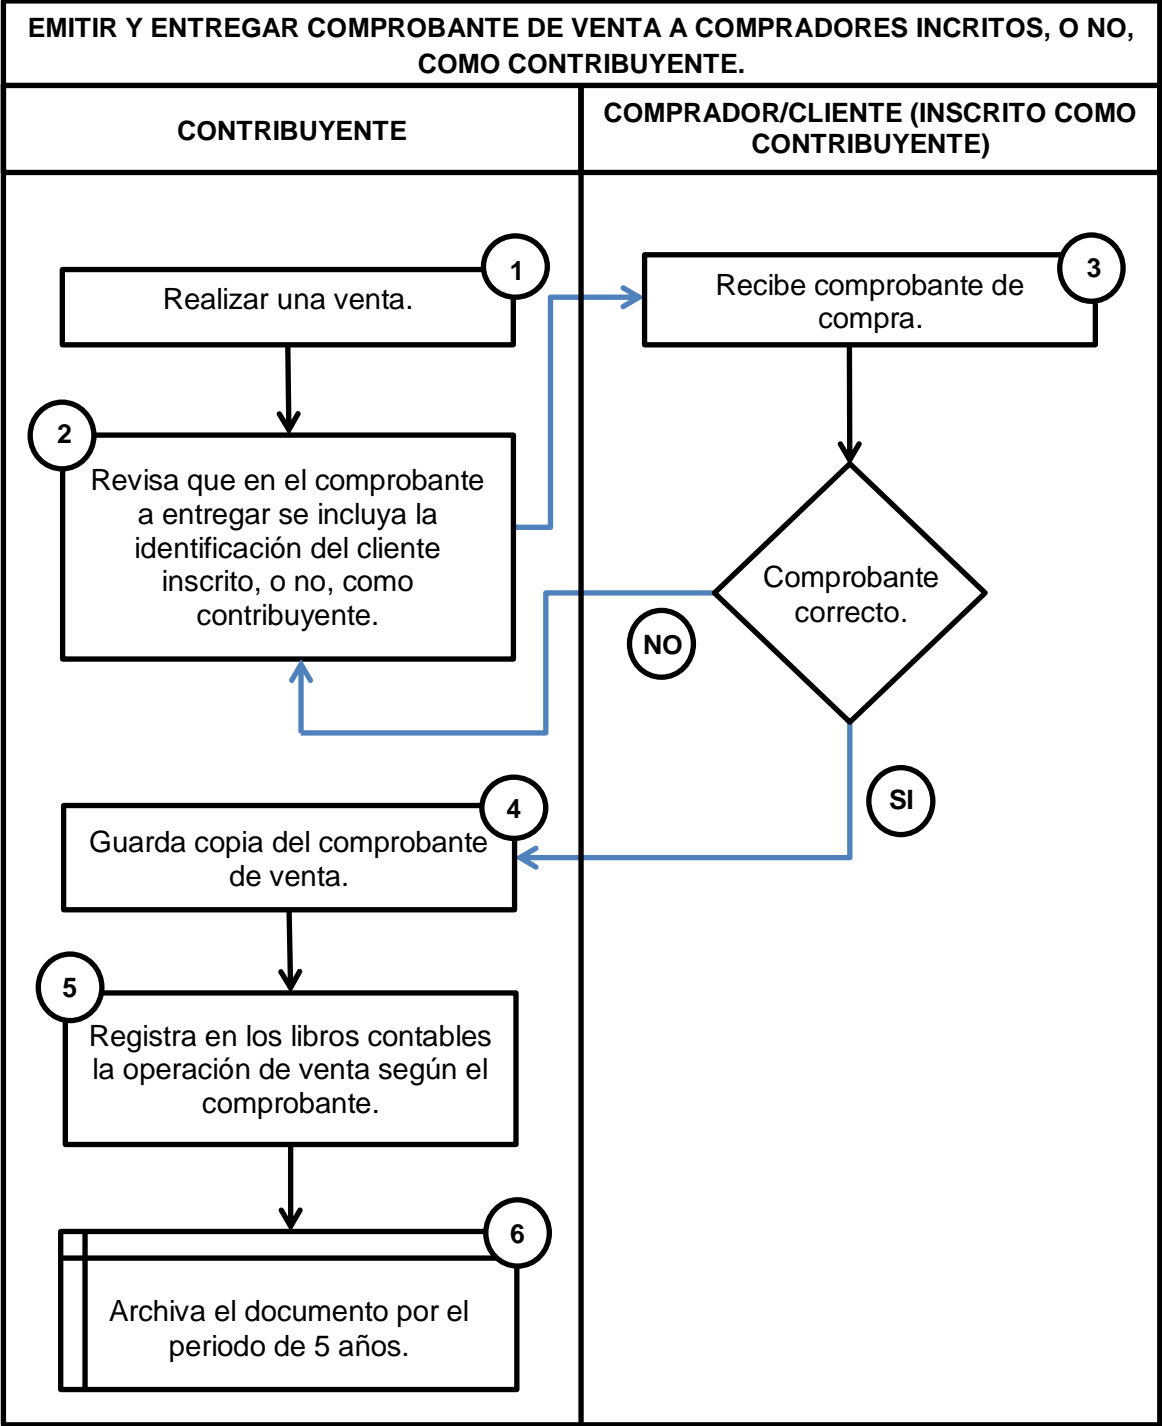 EMITIR Y ENTREGAR COMPROBANTE DE VENTA A COMPRADORES INCRITOS, O NO,
COMO CONTRIBUYENTE.
CONTRIBUYENTE
COMPRADOR/CLIENTE (INSCRITO COMO
CONTRIBUYENTE)
1
Realizar una venta.
2
Revisa que en el comprobante
a entregar se incluya la
identificación del cliente
inscrito, o no, como
contribuyente.
3
Recibe comprobante de
compra.
Comprobante
correcto.
NO
SI
4
Guarda copia del comprobante
de venta.
5
Registra en los libros contables
la operación de venta según el
comprobante.
6
Archiva el documento por el
periodo de 5 años.